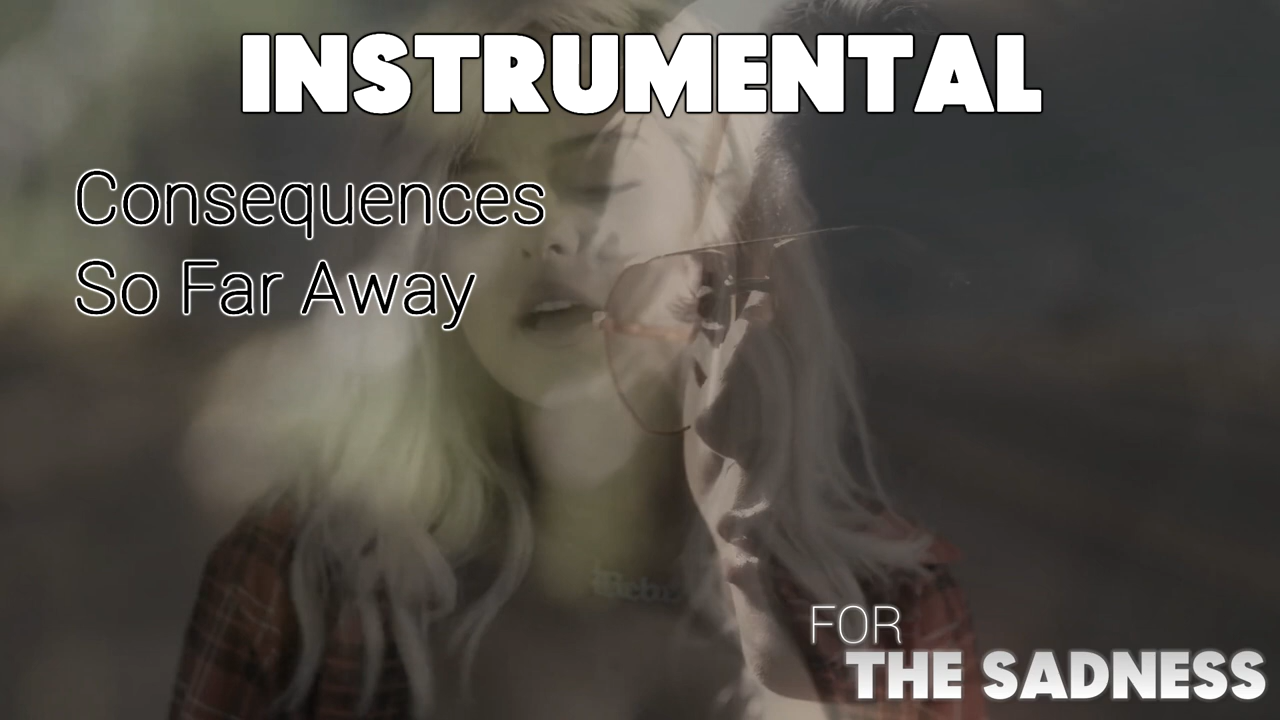 INSTRUMENTAL
Consequences
So Far Away
FOR
THE SADNESS